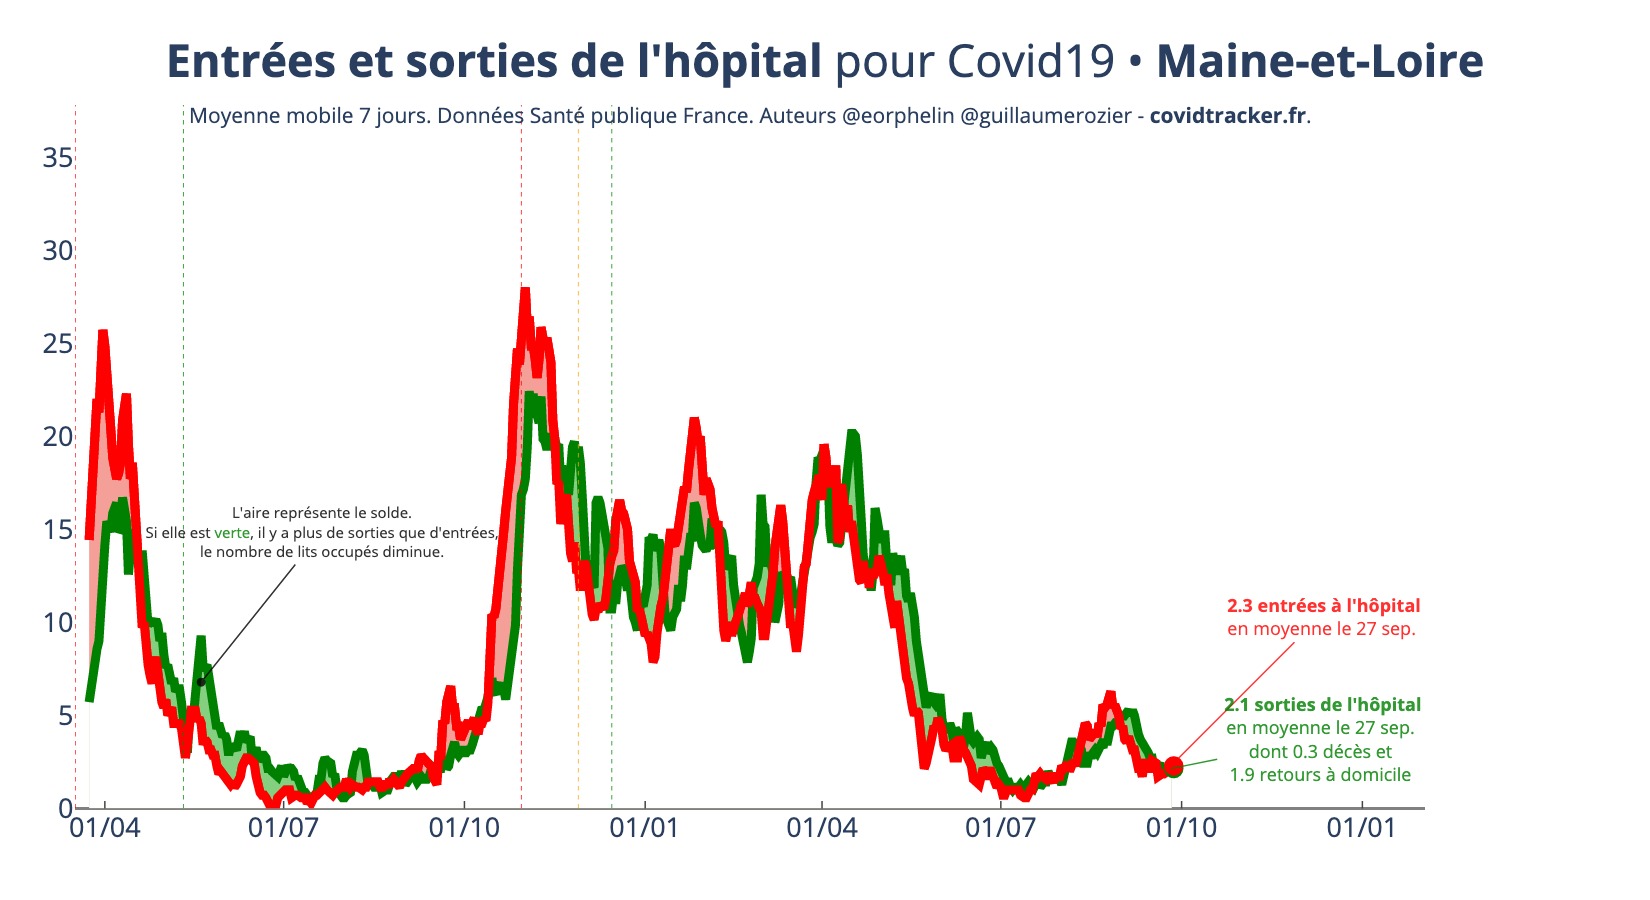 Entrées et sorties de l'hôpital pour Covid19 • Maine-et-Loire
Moyenne mobile 7 jours. Données Santé publique France. Auteurs @eorphelin @guillaumerozier - covidtracker.fr.
35
30
25
20
15
10
5
0
L'aire représente le solde.
Si elle est verte, il y a plus de sorties que d'entrées,
le nombre de lits occupés diminue.
2.3 entrées à l'hôpital
en moyenne le 27 sep.
2.1 sorties de l'hôpital
en moyenne le 27 sep.
dont 0.3 décès et
1.9 retours à domicile
01/04 01/07 01/10 01/01 01/04 01/07 01/10 01/01